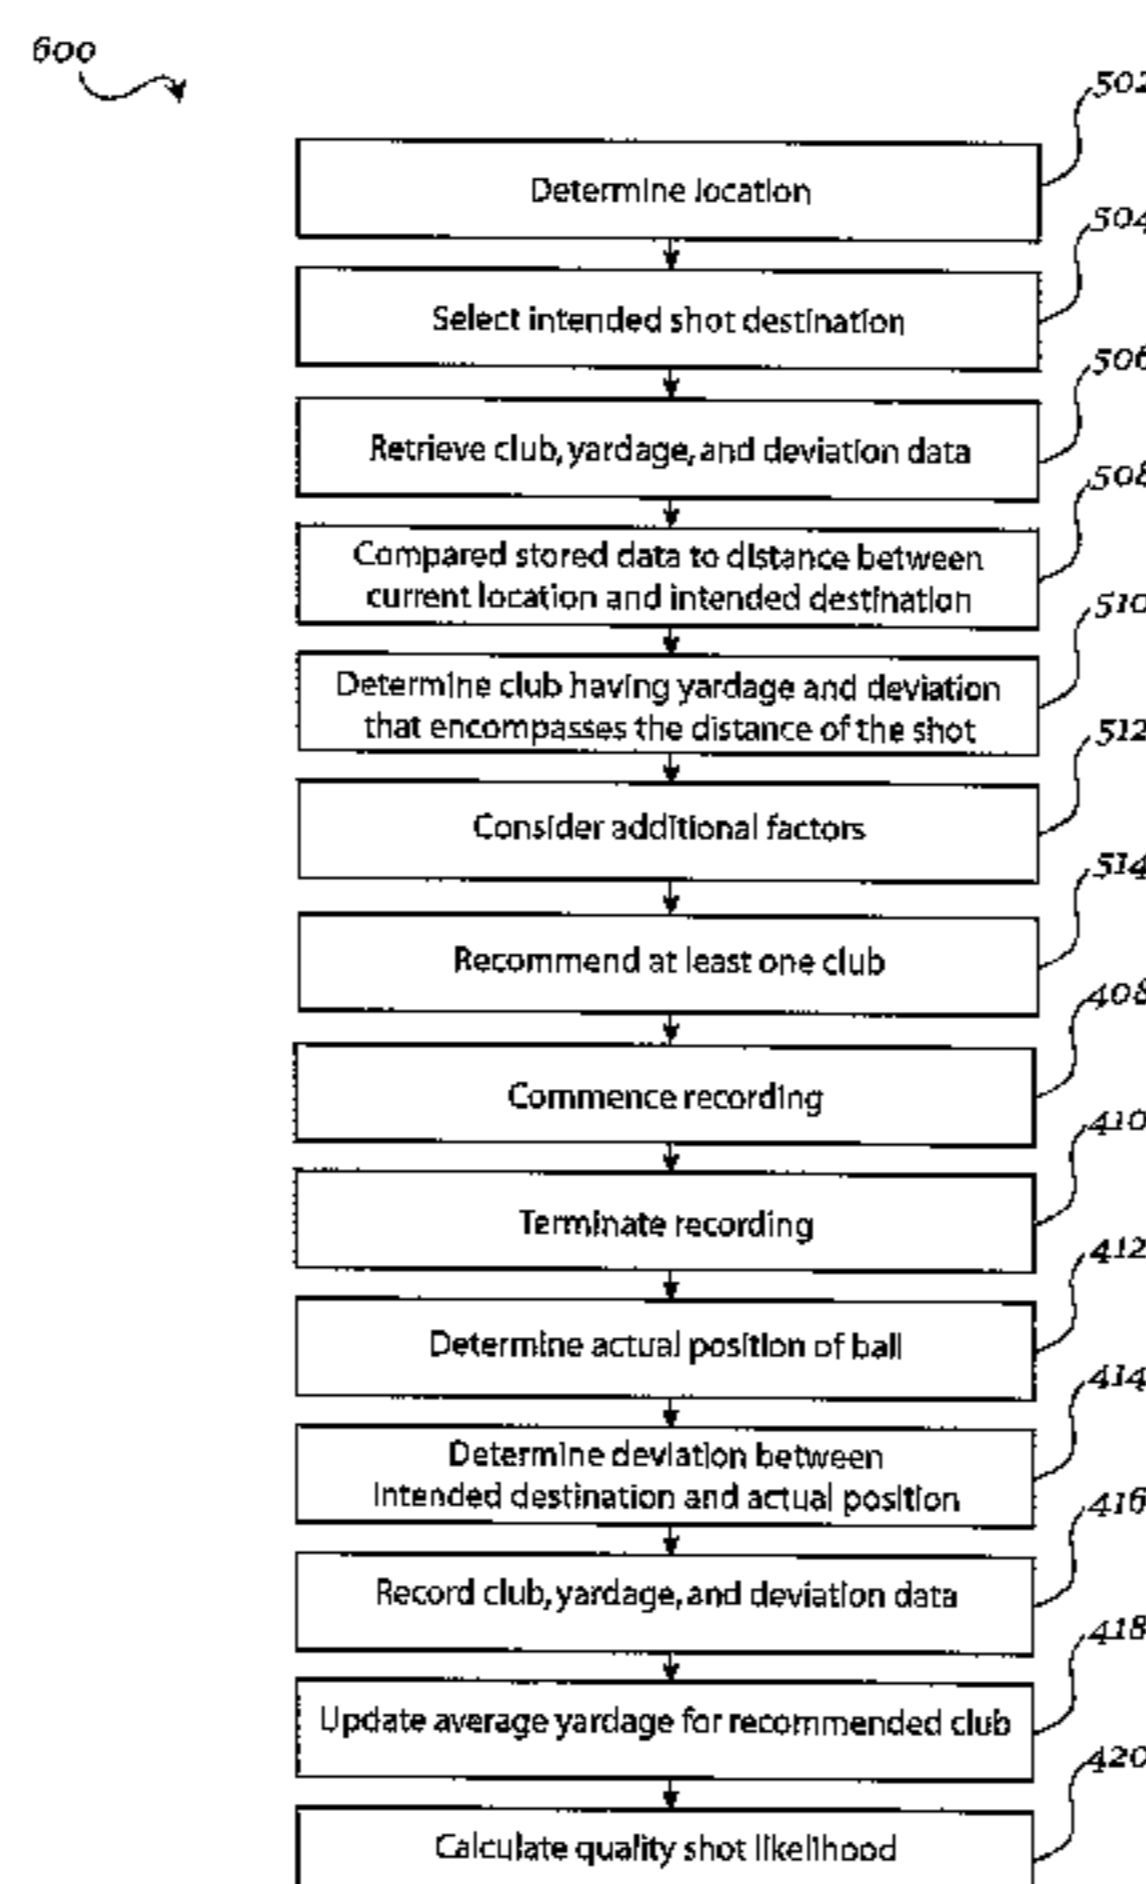 600
502
Determine location
504
Select intended shot destination
506
Retrieve club, yardage, and deviation data
508
Compared stored data to distance between
current location and intended destination
510
Determine club having yardage and deviation
that encompasses the distance of the shot
512
Consider additional factors
514
Recommend at least one club
408
Commence recording
410
Terminate recording
412
Determine actual position of ball
414
Determine deviation between
intended destination and actual position
416
Record club, yardage, and deviation data
418
Update average yardage for recommended club
420
Calculate quality shot likelihood